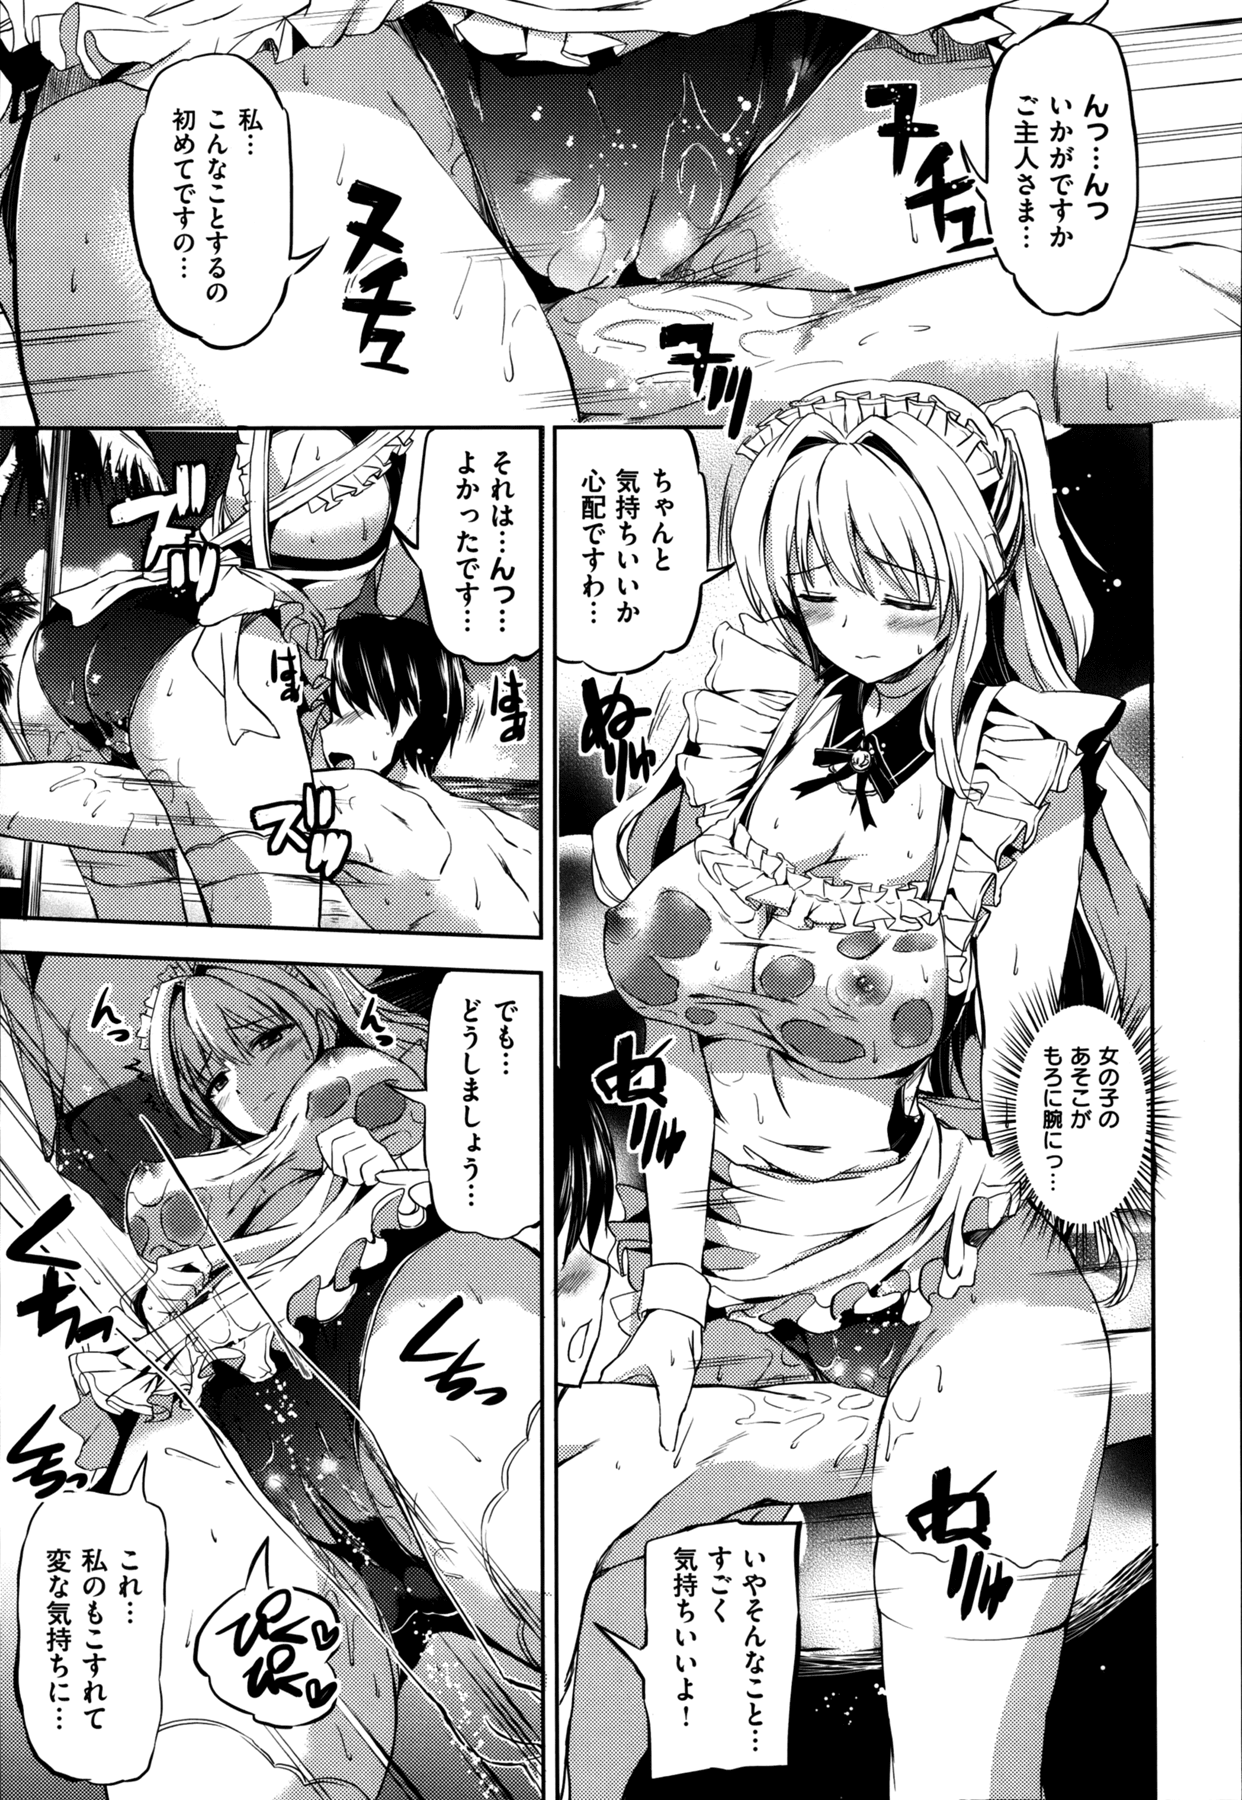 んっ…んっ
いかがですか
ご主人さま…
ヌチュ
私…
こんなことするの
初めてですの…
ヌチュ
ズッ
ちゃんと
気持ちいいか
心配ですわ…
ぬりゅ
女の子の
あそこが
もろに腕にっ…
ぬりゅ
ぬりゅ
いやそんなこと…
すごく
気持ちいいよ！
それは…んっ…
よかったです…
ズッ
はぁ
はぁ
ズッ
でも…
どうしましょう…
んっ
んっ
くちっ
くちっ
くちっ
これ…
私のもこすれて
変な気持ちに…
ぴく♡
ぴく♡